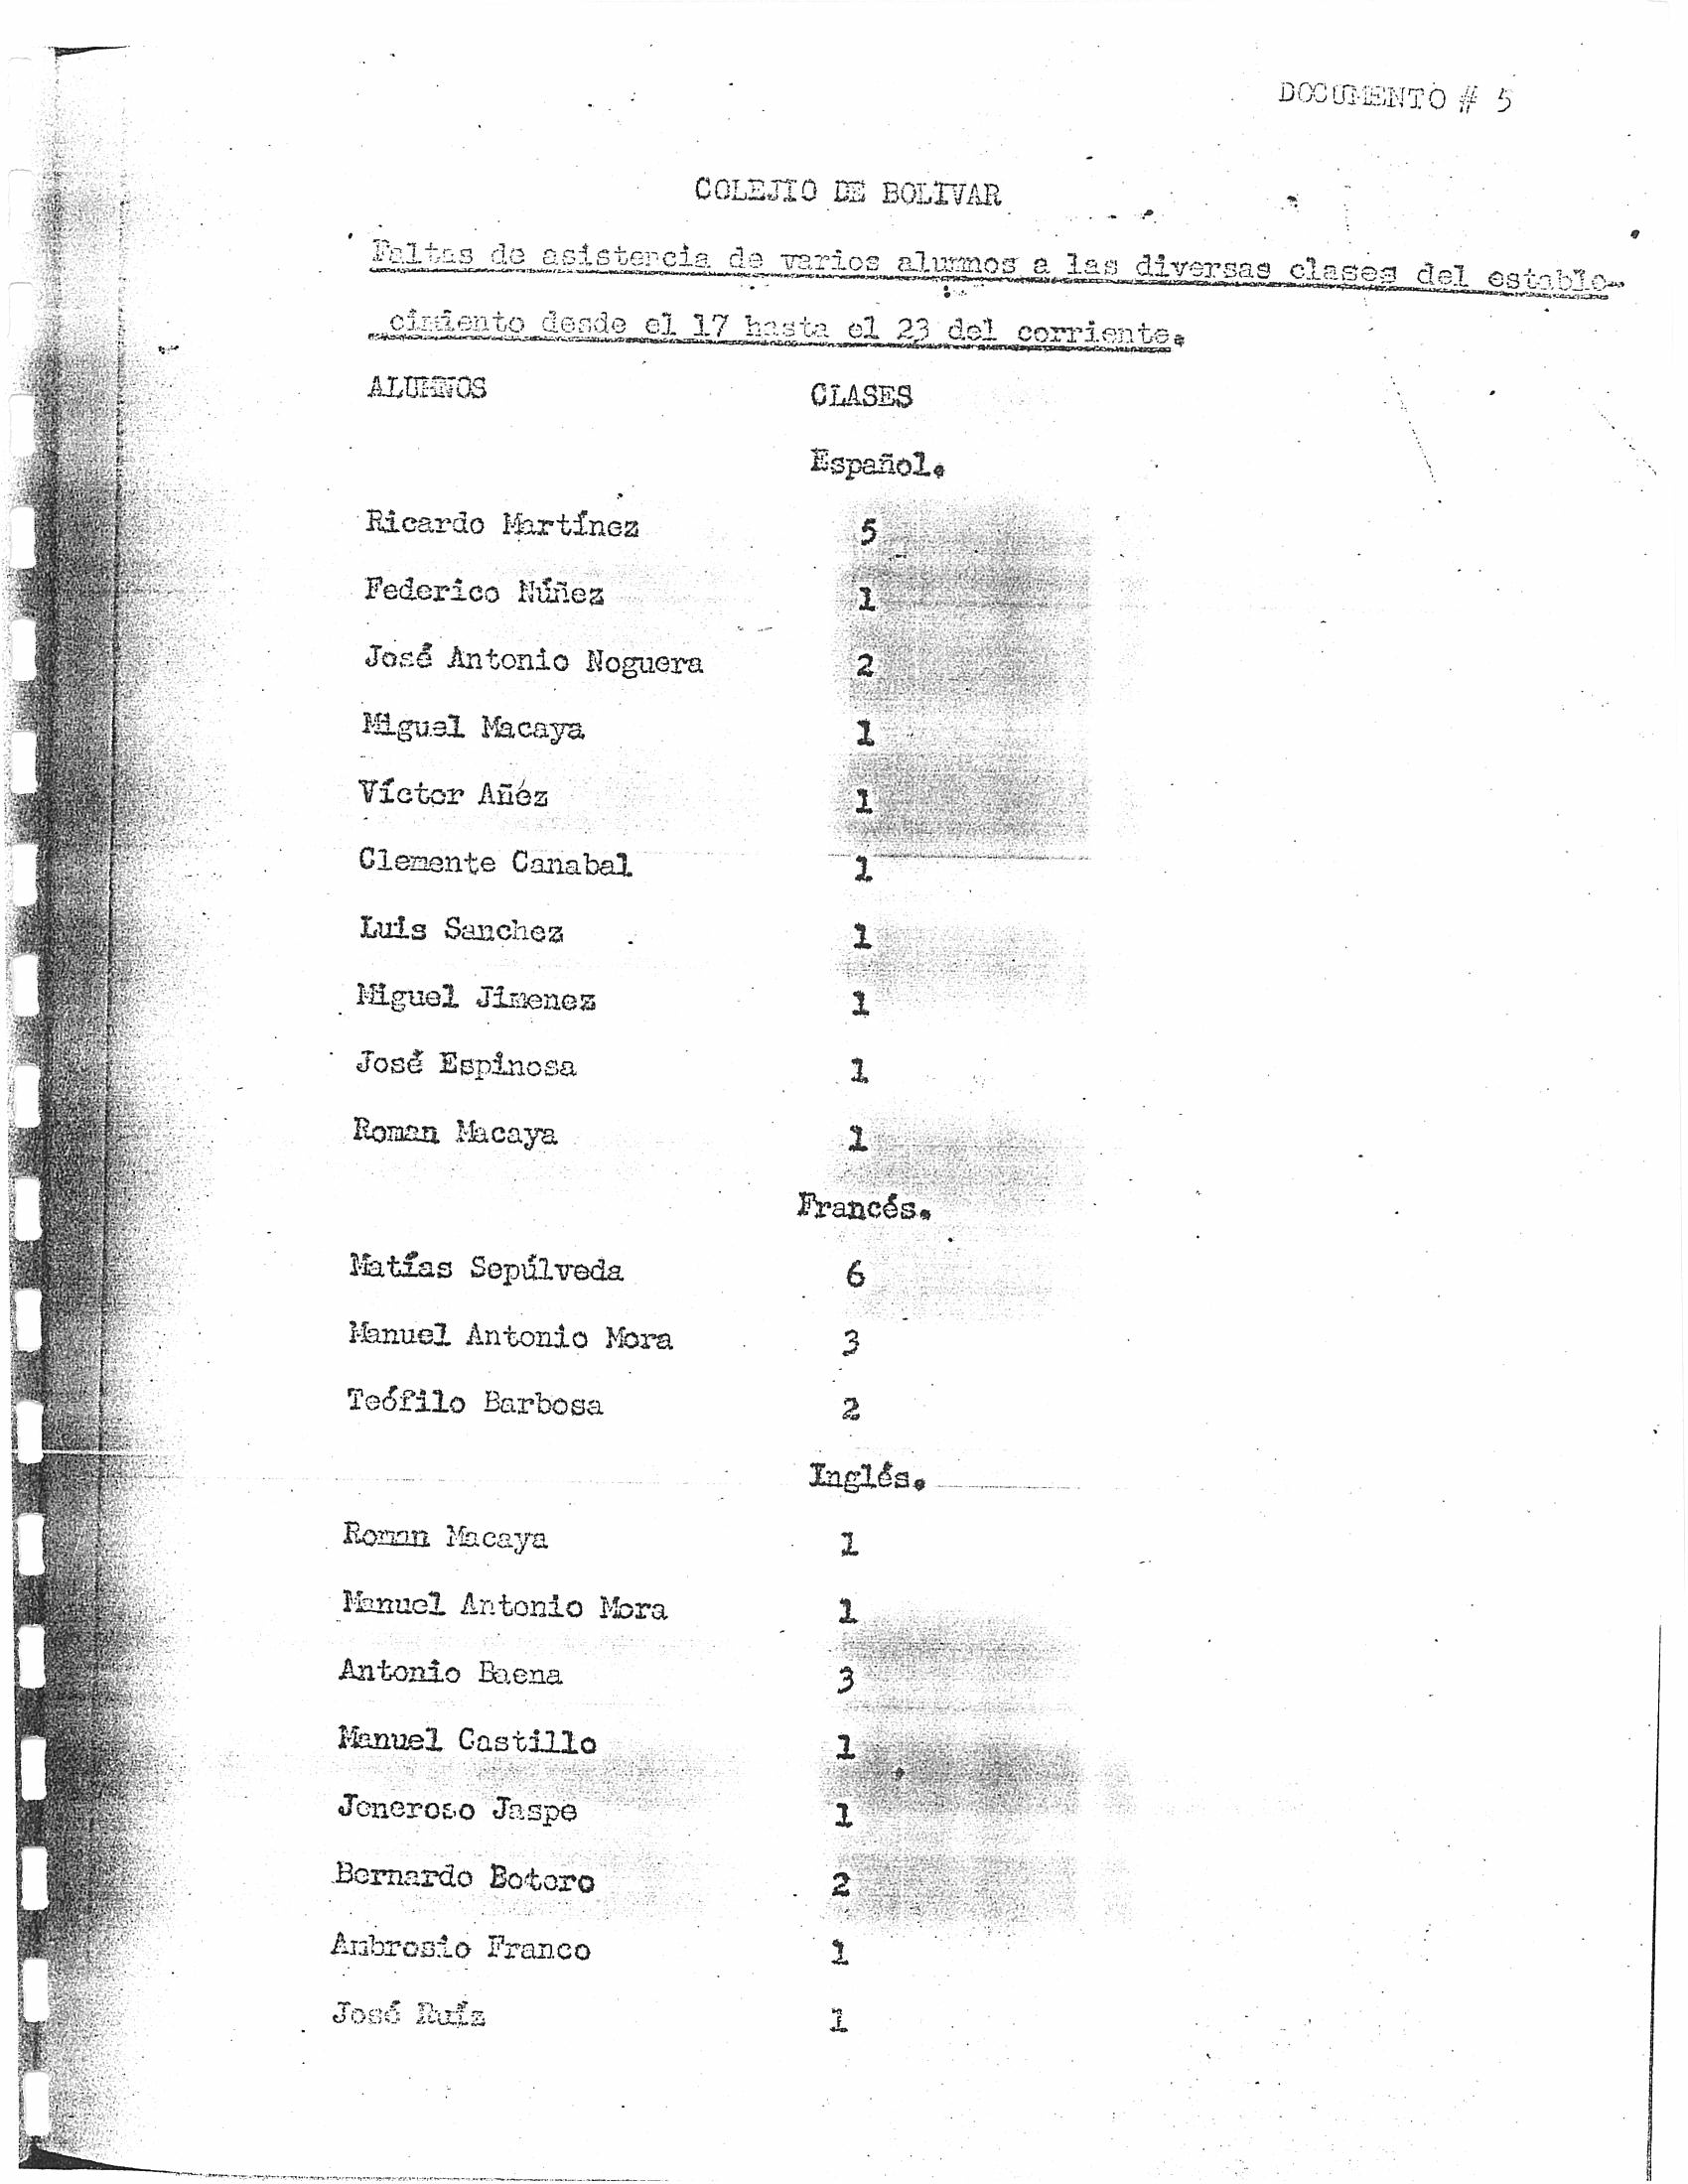 DOCUMENTO # 5
COLEJIO DE BOLIVAR
Faltas de asistencia de varios alumnos a las diversas clases del estable-
cimiento desde el 17 hasta el 23 del corriente.
ALUMNOS CLASES
Español.
Ricardo Martínez 5
Federico Núñez 1
José Antonio Noguera 2
Miguel Macaya 1
Víctor Añéz 1
Clemente Canabal 1
Luis Sanchez 1
Miguel Jimenez 1
José Espinosa 1
Roman Macaya 1
Francés.
Matías Sepúlveda 6
Manuel Antonio Mora 3
Teófilo Barbosa 2
Inglés.
Roman Macaya 1
Manuel Antonio Mora 1
Antonio Baena 3
Manuel Castillo 1
Jeneroso Jaspe 1
Bernardo Botero 2
Ambrosio Franco 1
José Ruíz 1